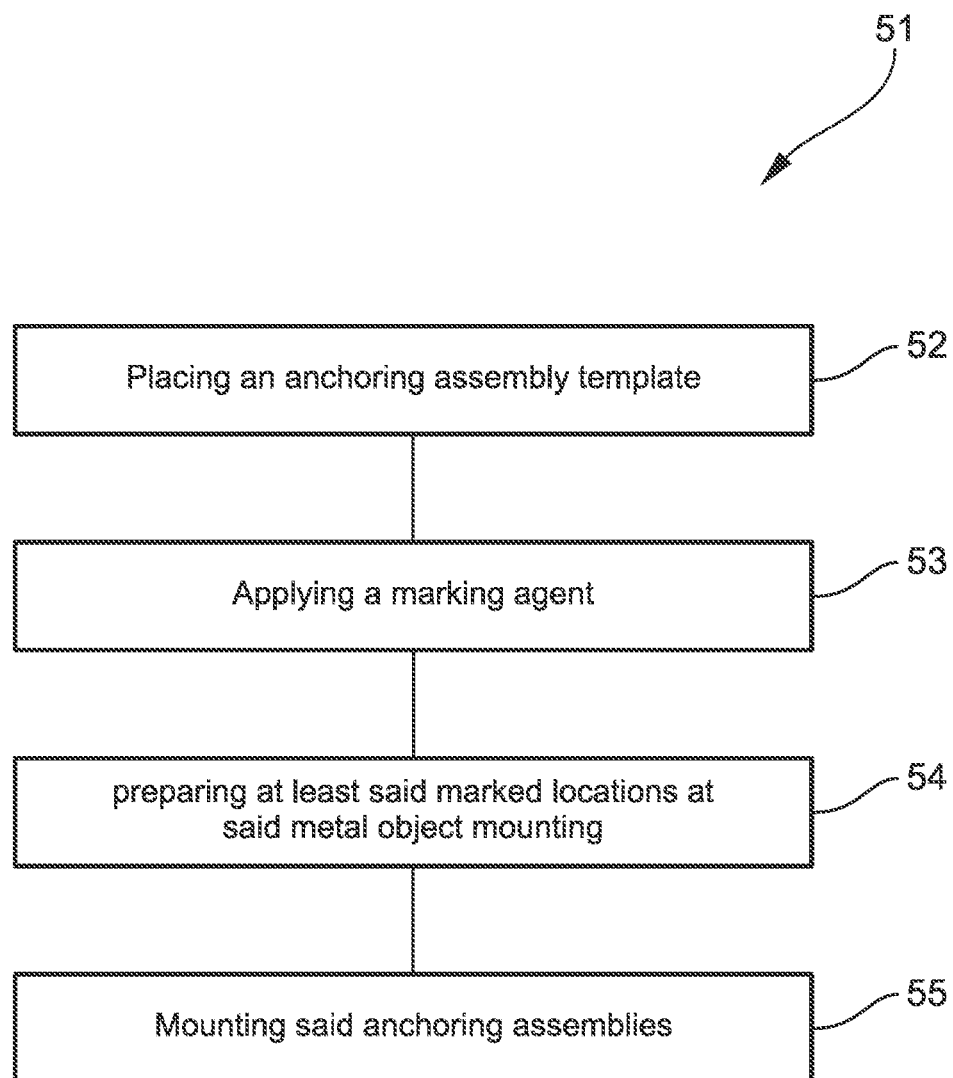 51
Placing an anchoring assembly template
52
Applying a marking agent
53
preparing at least said marked locations at
said metal object mounting
54
Mounting said anchoring assemblies
55